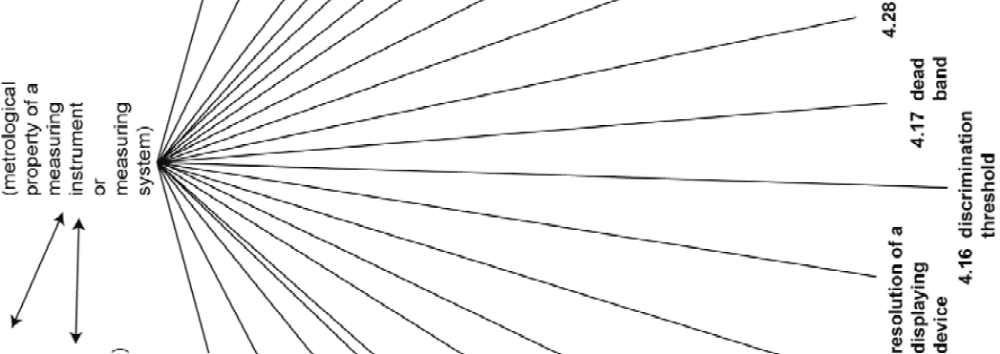 (metrological
property of a
measuring
instrument
or
measuring
system)
)
resolution of a
displaying
device
4.16 discrimination
threshold
4.17 dead
band
4.28